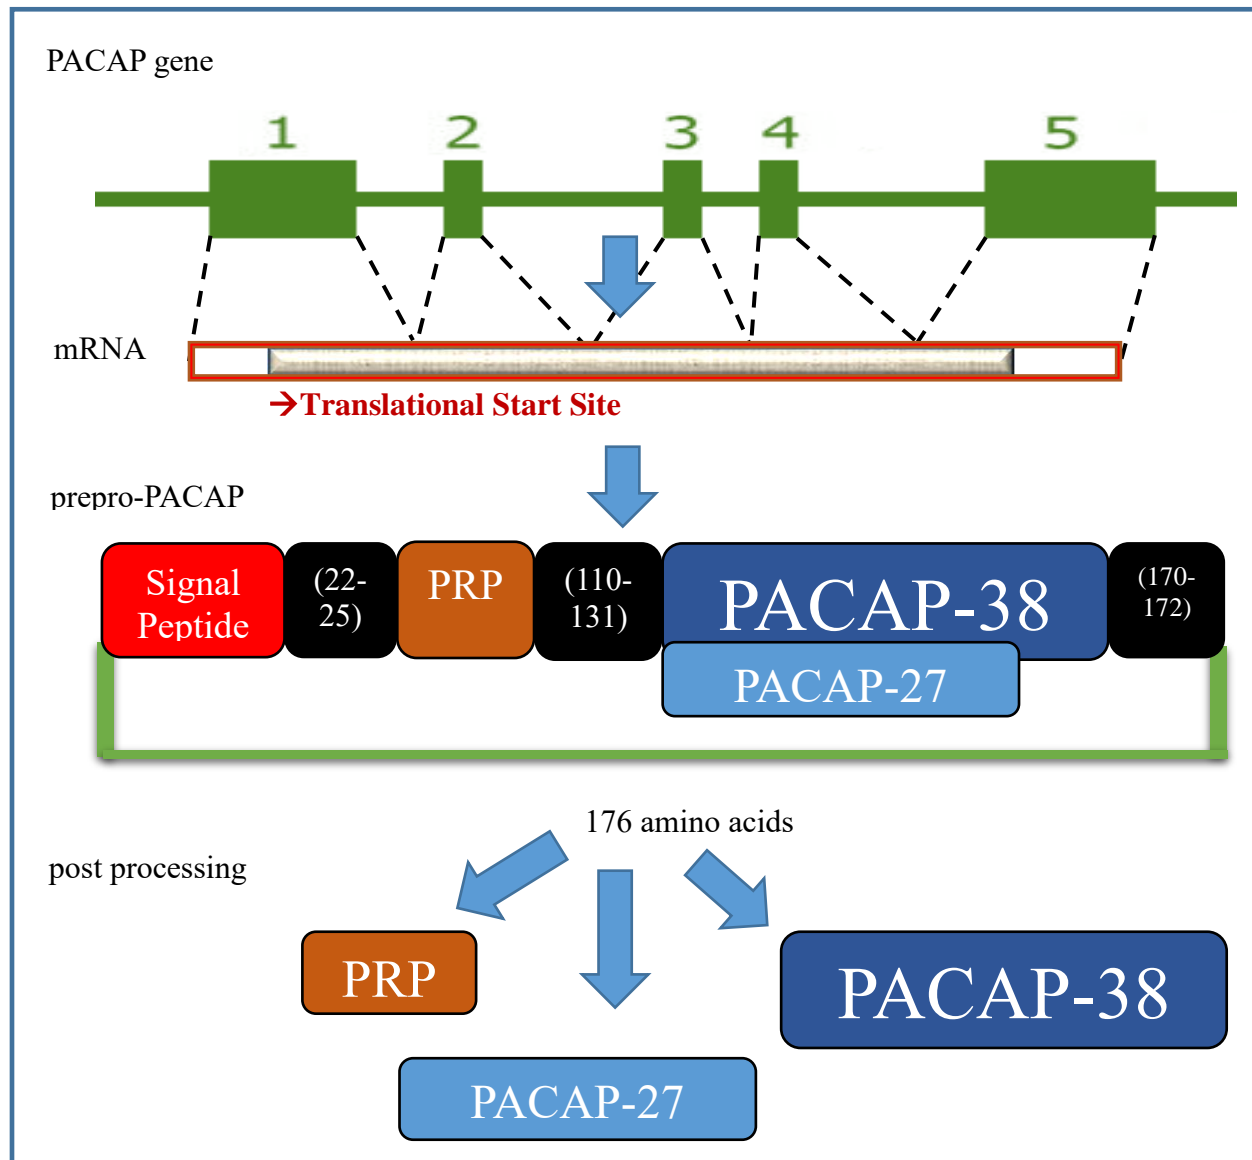 PACAP gene
1 2 3 4 5
mRNA
→Translational Start Site
prepro-PACAP
Signal
Peptide
(22-
25)
PRP
(110-
131)
PACAP-38
(170-
172)
PACAP-27
176 amino acids
post processing
PRP
PACAP-38
PACAP-27